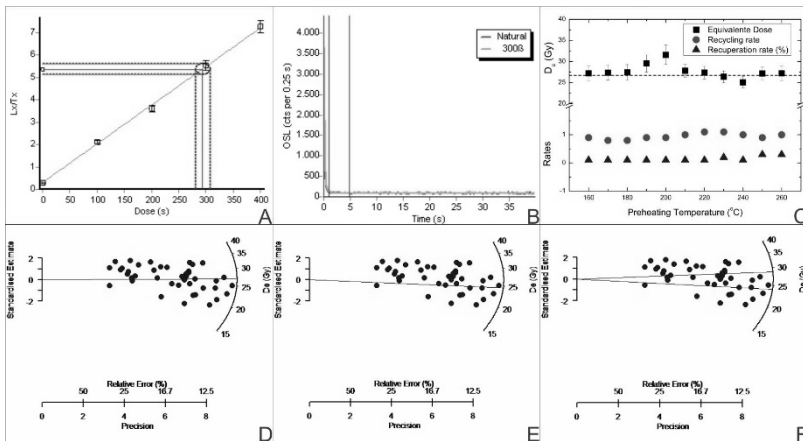 7
6
5
4
3
2
1
0
Lx/Tx
0 100 200 300 400
Dose (s)
A
4.000
3.500
3.000
2.500
2.000
1.500
1.000
500
0
OSL (cts per 0.25 s)
Natural
300ß
0 5 10 15 20 25 30 35
Time (s)
B
40
35
30
25
20
2
1
0
De (Gy)
Rates
Equivalente Dose
Recycling rate
Recuperation rate (%)
160 180 200 220 240 260
Preheating Temperature (°C)
C
Standardised Estimate
2
1
0
-2
40
35
30
25
20
15
De (Gy)
Relative Error (%)
50 25 16.7 12.5
0 2 4 6 8
Precision
D
Standardised Estimate
2
1
0
-2
40
35
30
25
20
15
De (Gy)
Relative Error (%)
50 25 16.7 12.5
0 2 4 6 8
Precision
E
Standardised Estimate
2
1
0
-2
40
35
30
25
20
15
De (Gy)
Relative Error (%)
50 25 16.7 12.5
0 2 4 6 8
Precision
F